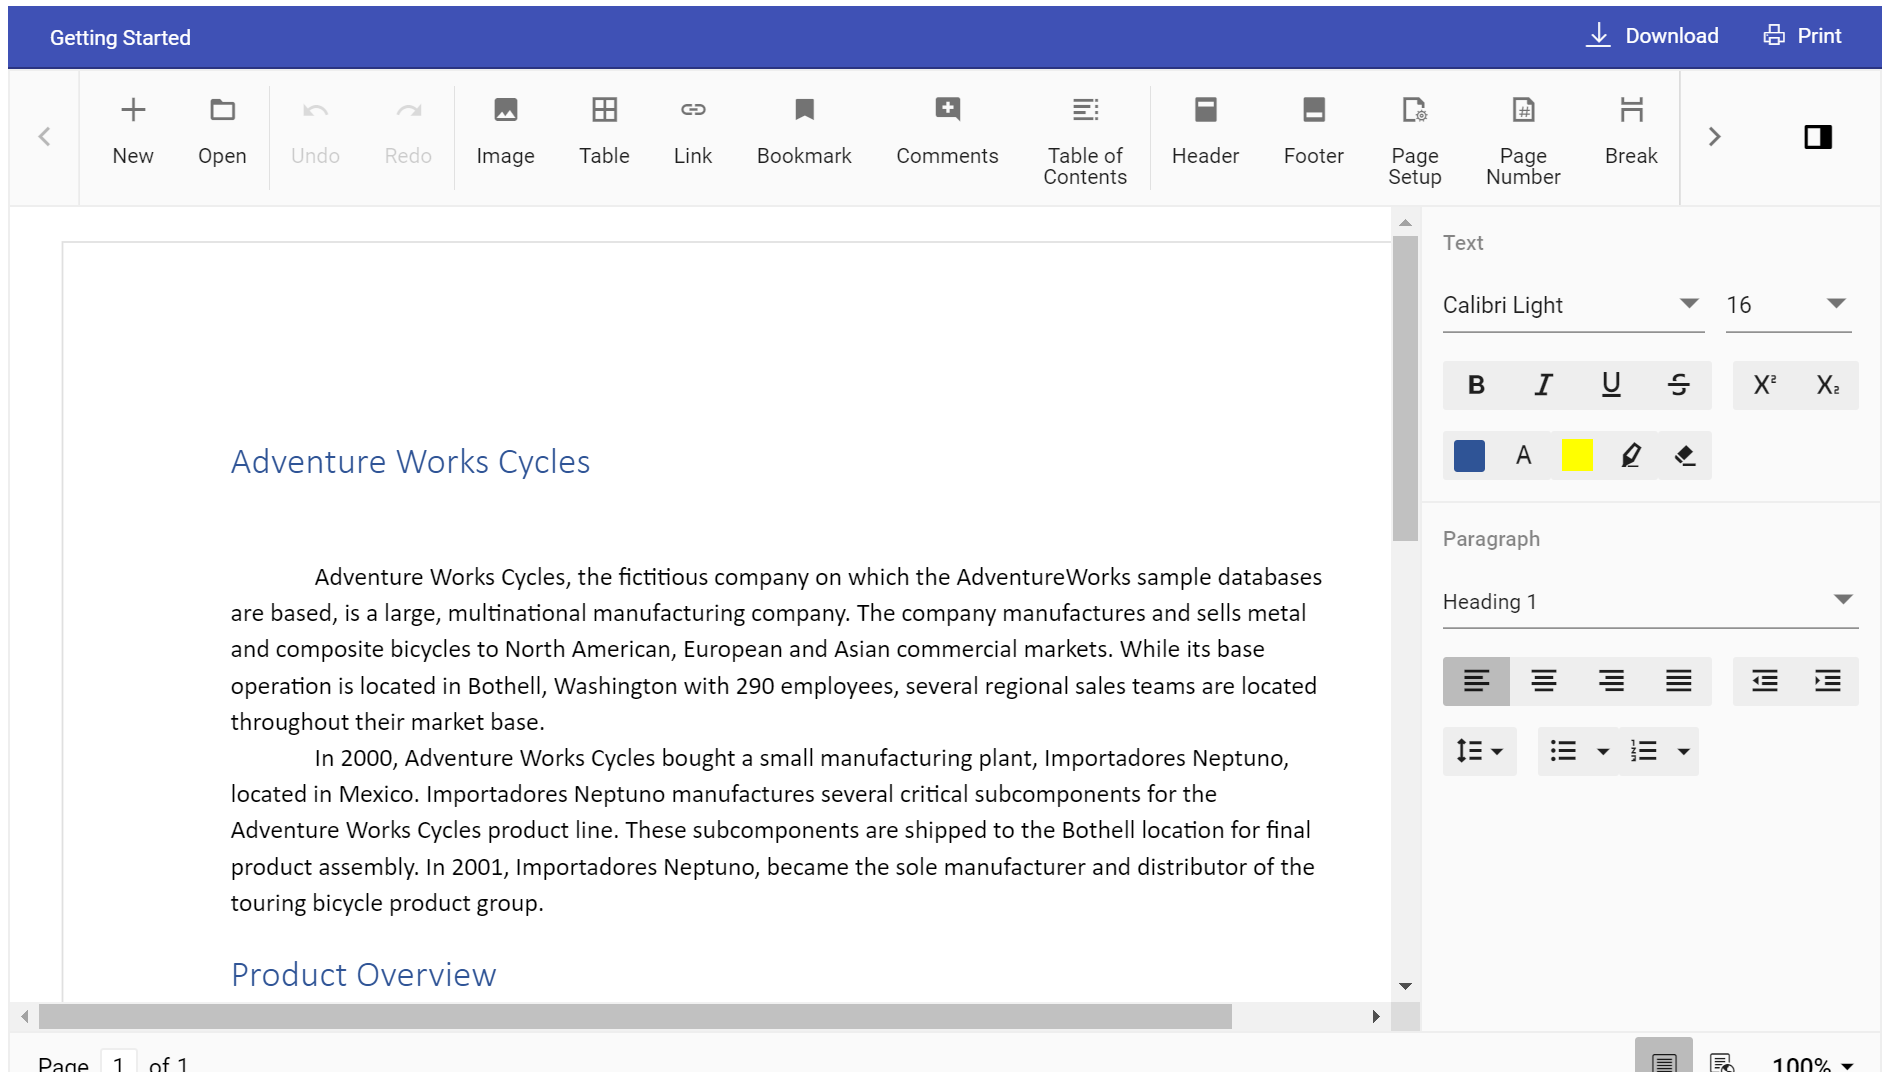 Getting Started
Download
Print
New
Open
Undo
Redo
Image
Table
Link
Bookmark
Comments
Table of
Contents
Header
Footer
Page
Setup
Page
Number
Break
Text
Calibri Light
16
B I U S X² X₂
A
Paragraph
Heading 1
Adventure Works Cycles
Adventure Works Cycles, the fictitious company on which the AdventureWorks sample databases
are based, is a large, multinational manufacturing company. The company manufactures and sells metal
and composite bicycles to North American, European and Asian commercial markets. While its base
operation is located in Bothell, Washington with 290 employees, several regional sales teams are located
throughout their market base.
In 2000, Adventure Works Cycles bought a small manufacturing plant, Importadores Neptuno,
located in Mexico. Importadores Neptuno manufactures several critical subcomponents for the
Adventure Works Cycles product line. These subcomponents are shipped to the Bothell location for final
product assembly. In 2001, Importadores Neptuno, became the sole manufacturer and distributor of the
touring bicycle product group.
Product Overview
Page 1 of 1
100%